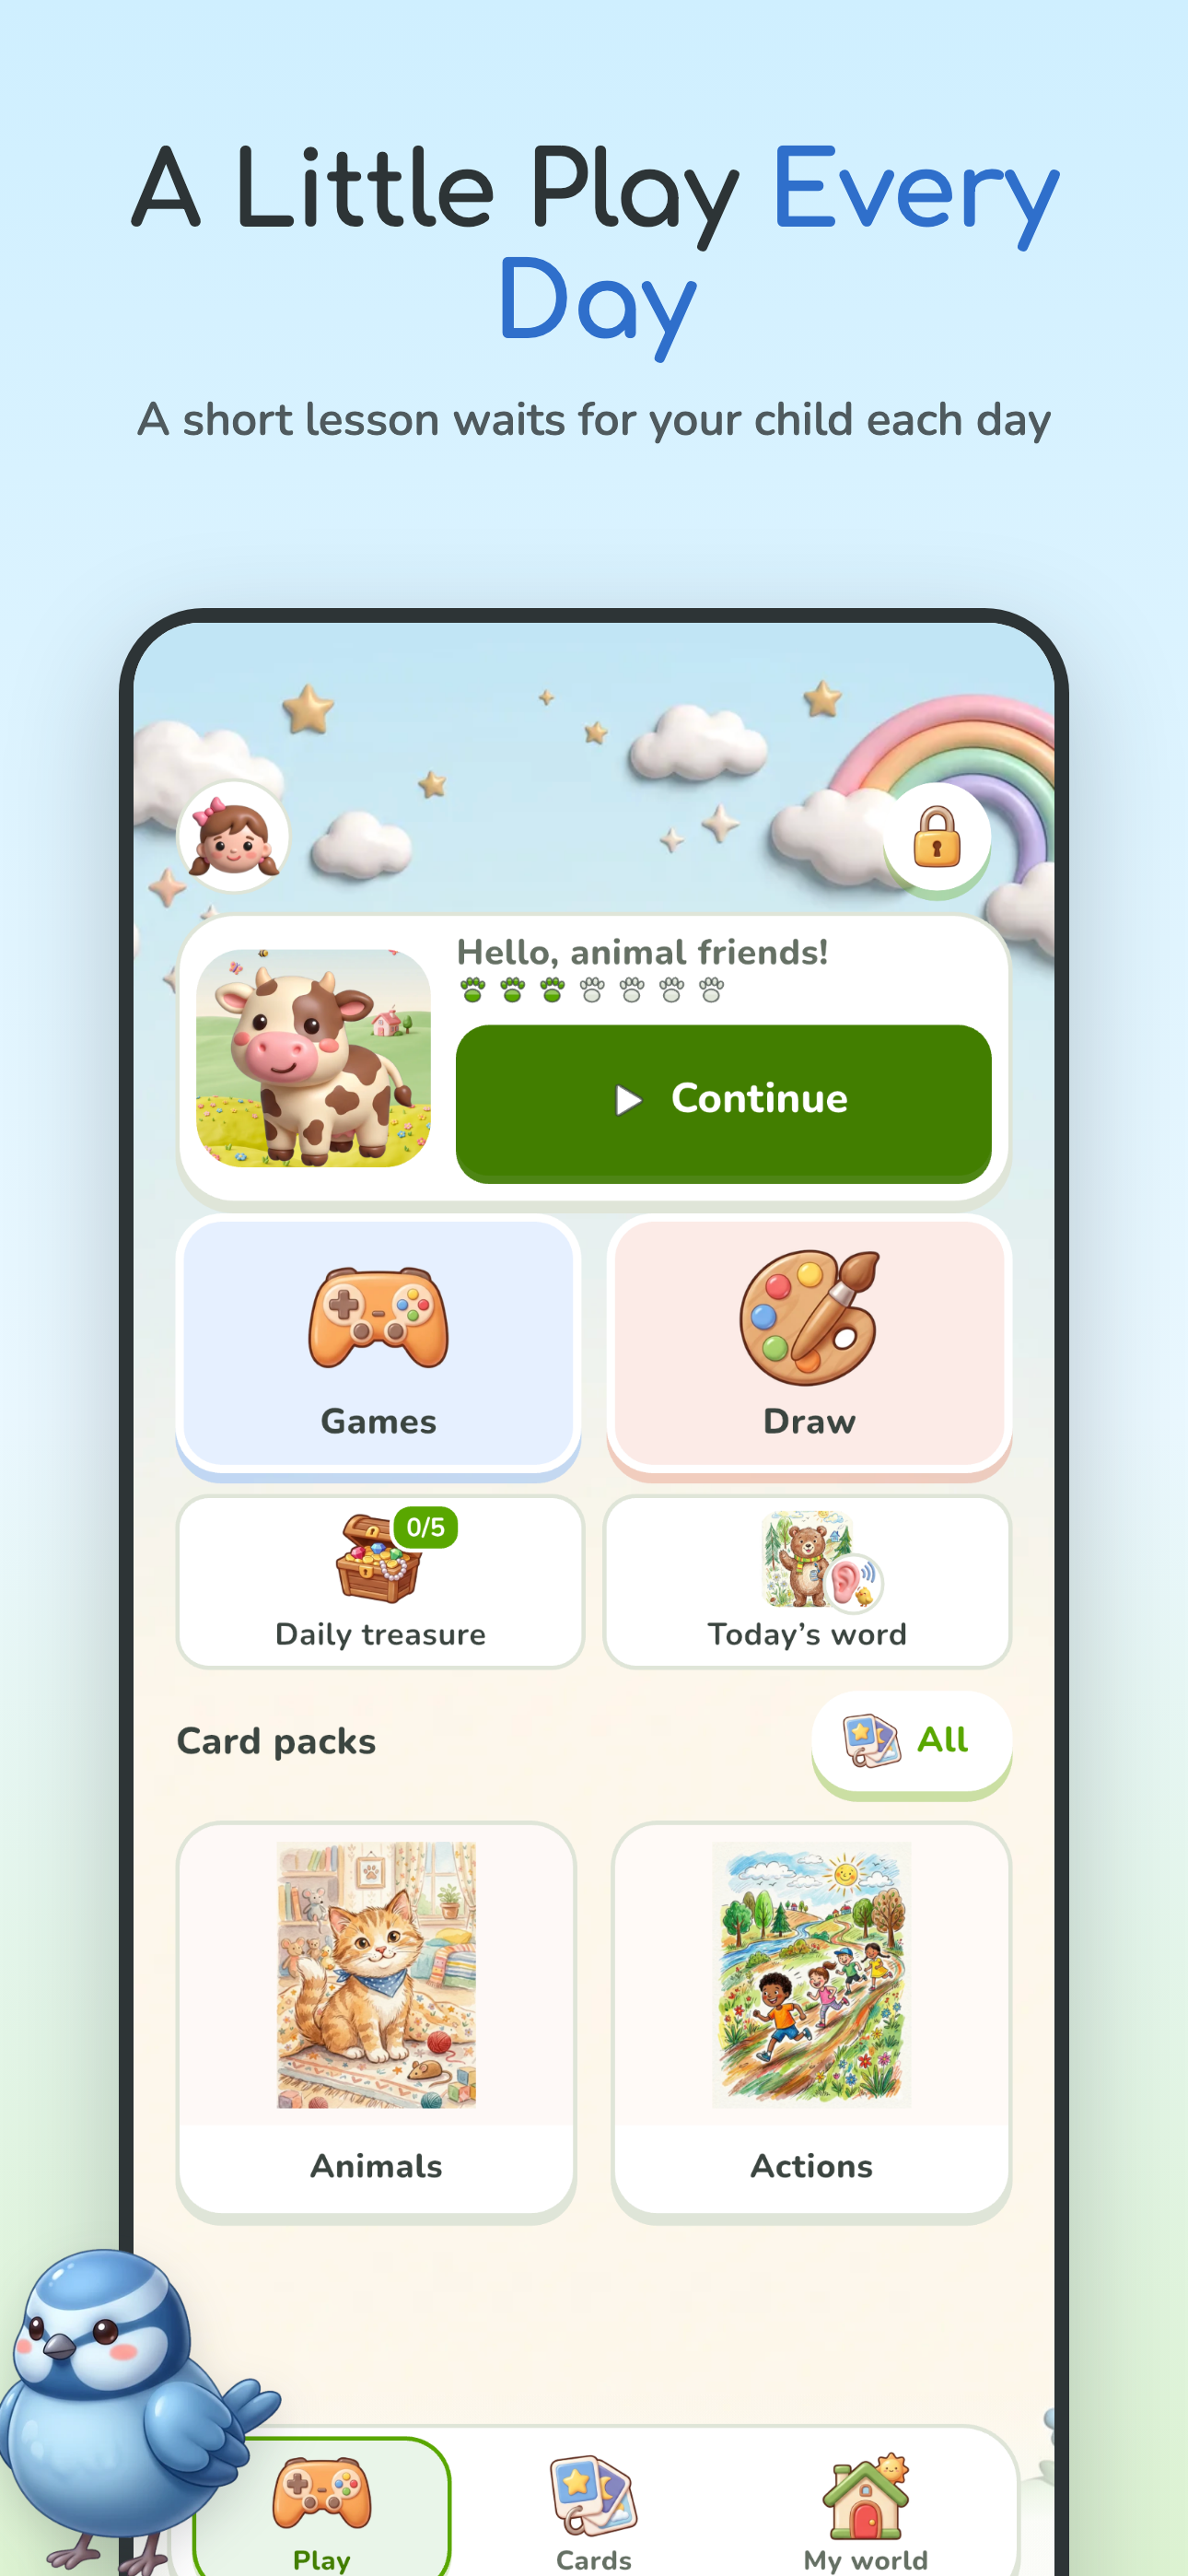 A Little Play Every
Day
A short lesson waits for your child each day
Hello, animal friends!
Continue
Games
Draw
0/5
Daily treasure
Today’s word
Card packs
All
Animals
Actions
Play
Cards
My world